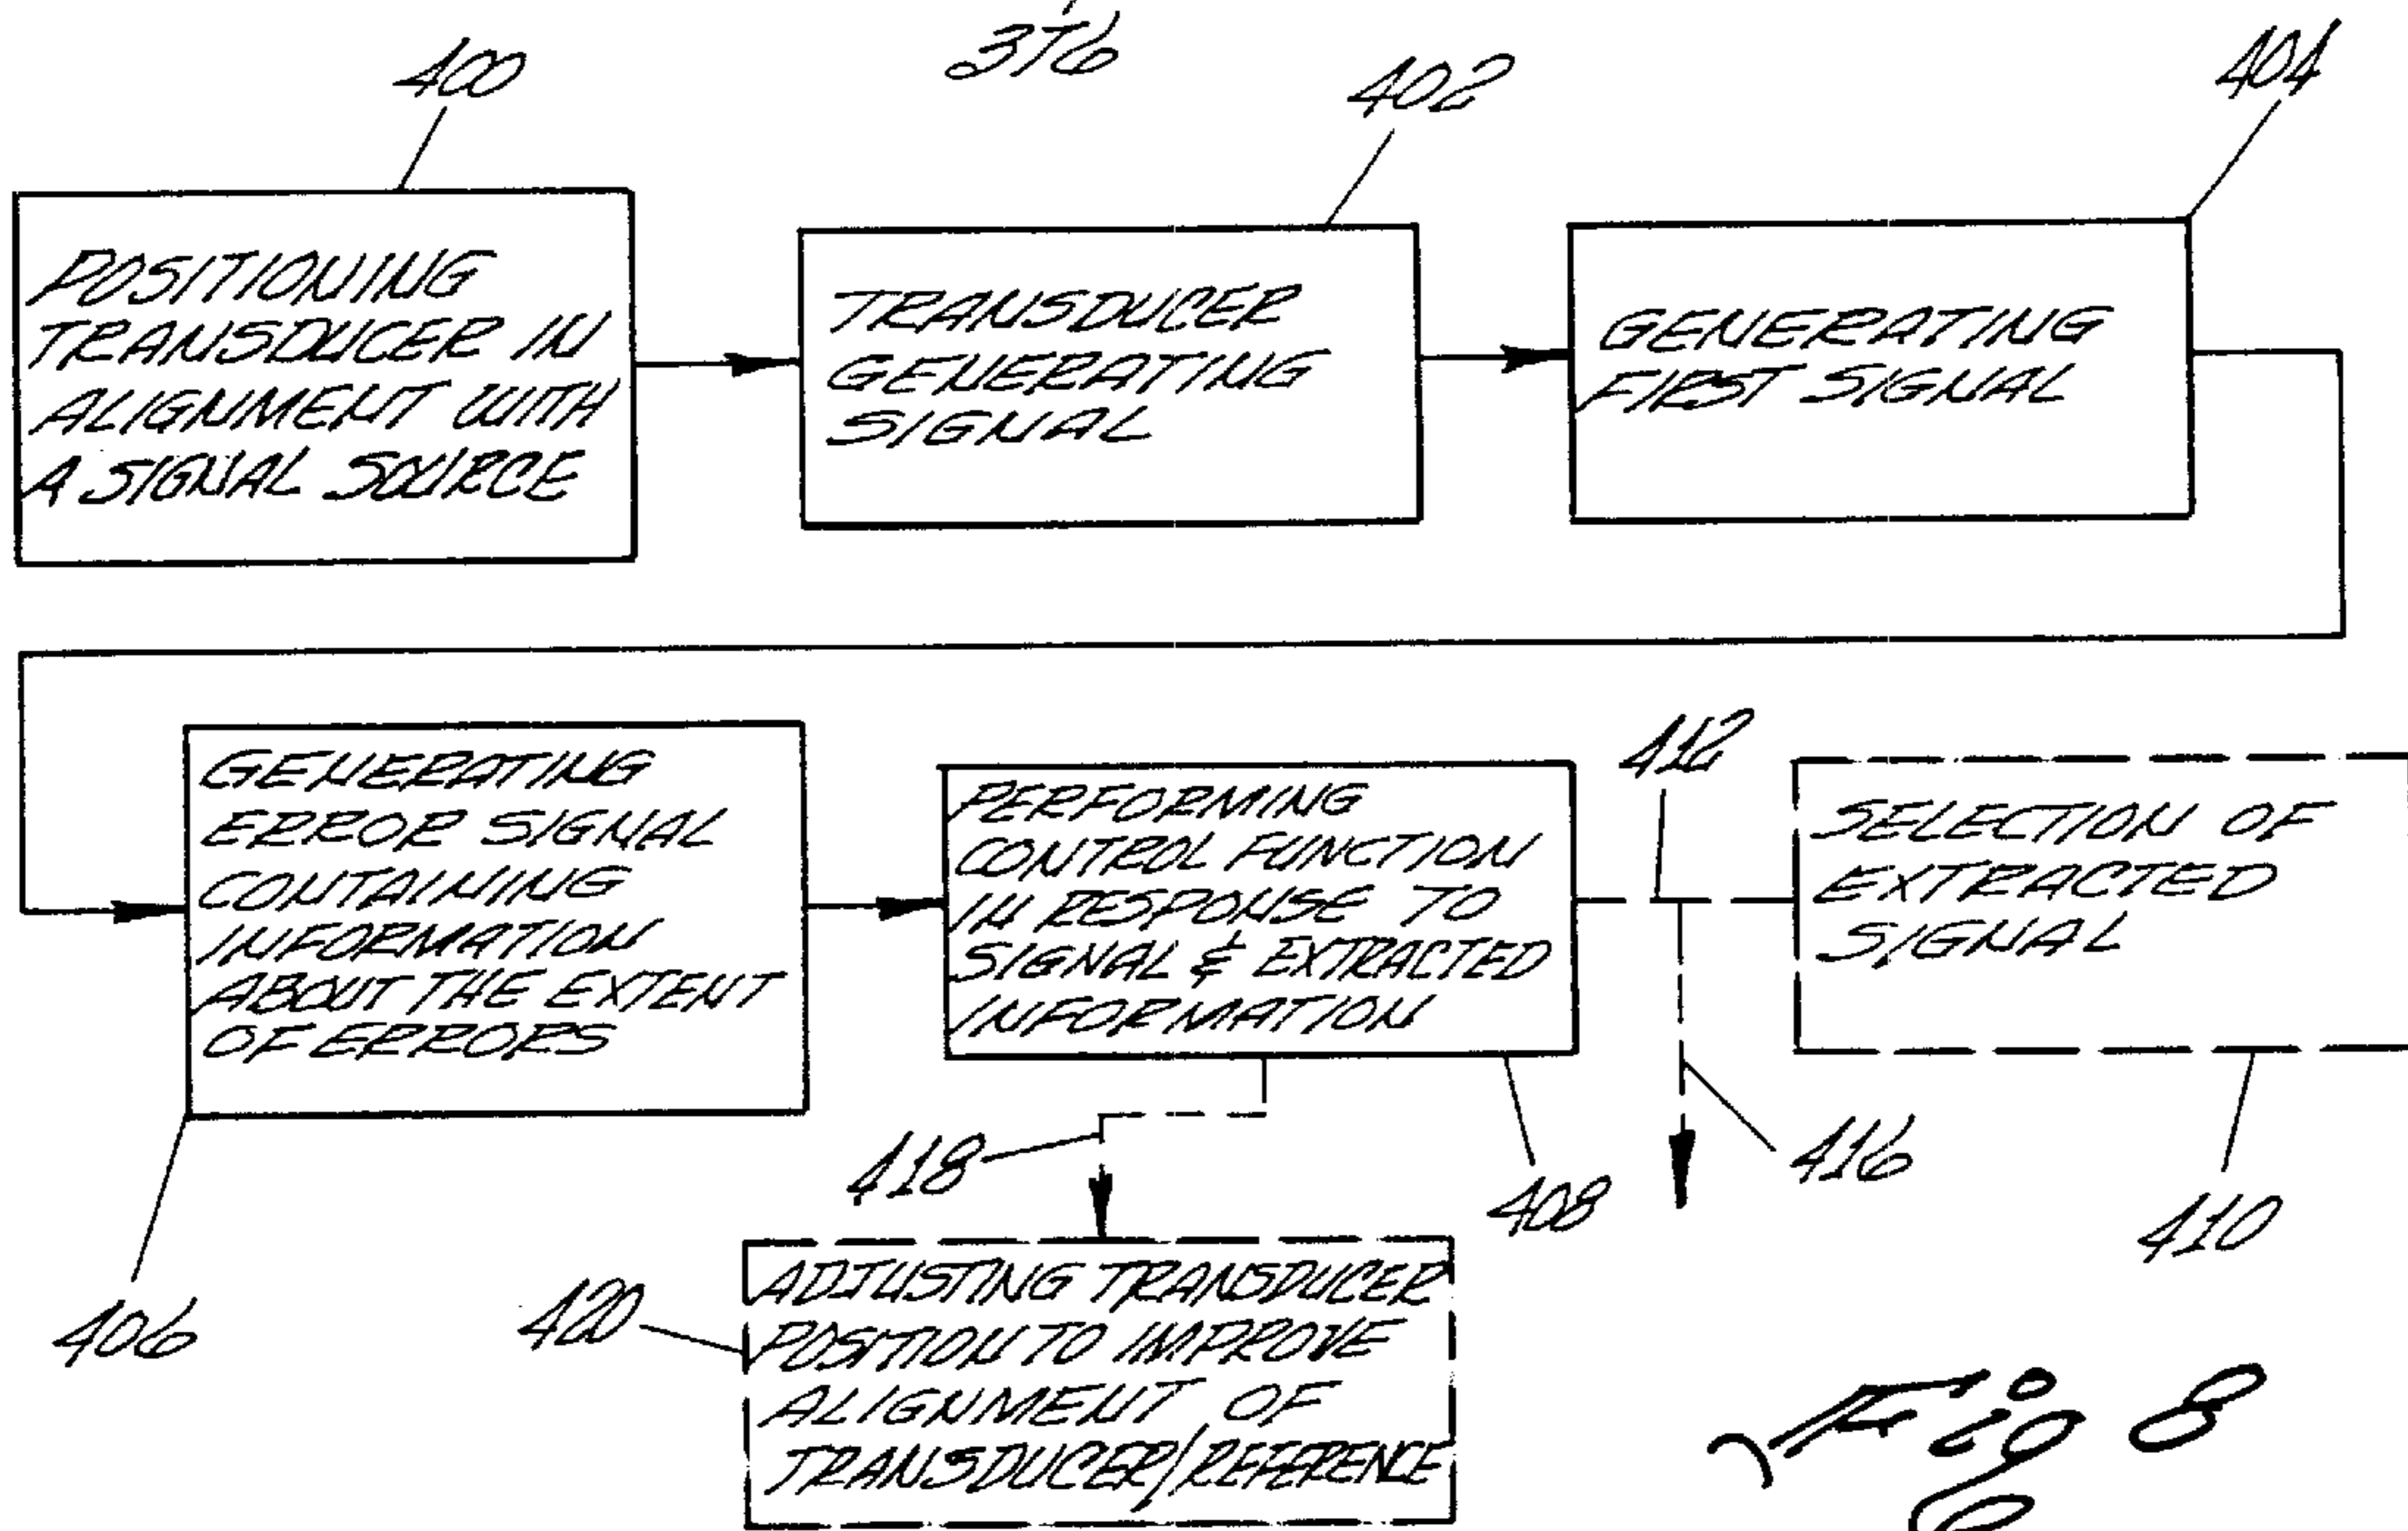 376
400
402
404
POSITIONING
TRANSDUCER IN
ALIGNMENT WITH
A SIGNAL SOURCE
TRANSDUCER
GENERATING
SIGNAL
GENERATING
FIRST SIGNAL
GENERATING
ERROR SIGNAL
CONTAINING
INFORMATION
ABOUT THE EXTENT
OF ERRORS
PERFORMING
CONTROL FUNCTION
IN RESPONSE TO
SIGNAL & EXTRACTED
INFORMATION
412
SELECTION OF
EXTRACTED
SIGNAL
418
408
416
410
406
420
ADJUSTING TRANSDUCER
POSITION TO IMPROVE
ALIGNMENT OF
TRANSDUCER/REFERENCE
Fig 8